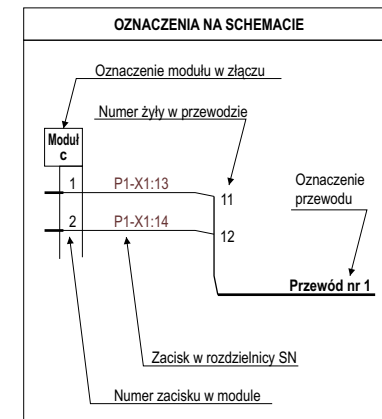 OZNACZENIA NA SCHEMACIE
Oznaczenie modułu w złączu
Numer żyły w przewodzie
Moduł
c
1 P1-X1:13
11
Oznaczenie
przewodu
2 P1-X1:14
12
Przewód nr 1
Zacisk w rozdzielnicy SN
Numer zacisku w module